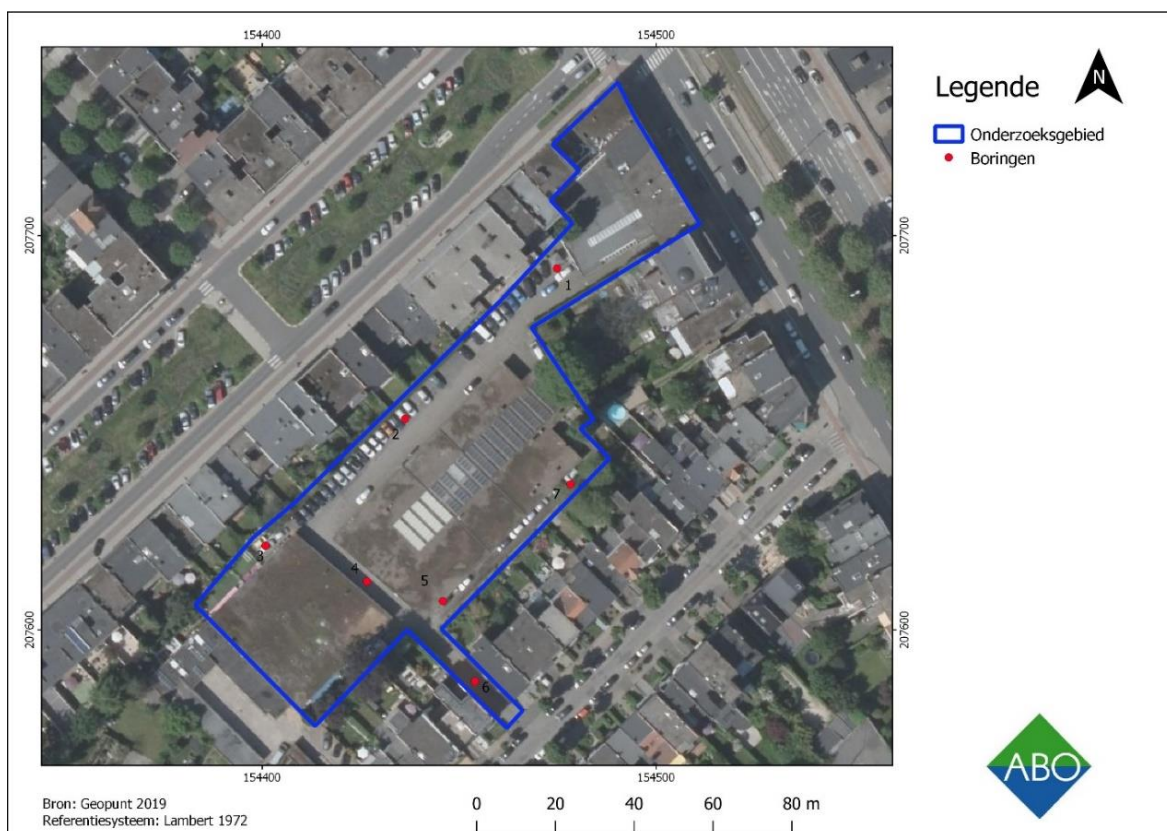 154400 154500
Legende
N
Onderzoeksgebied
Boringen
207700 207700
1
2
7
3
4
5
207600 207600
6
154400 154500
ABO
Bron: Geopunt 2019
Referentiesysteem: Lambert 1972
0 20 40 60 80 m